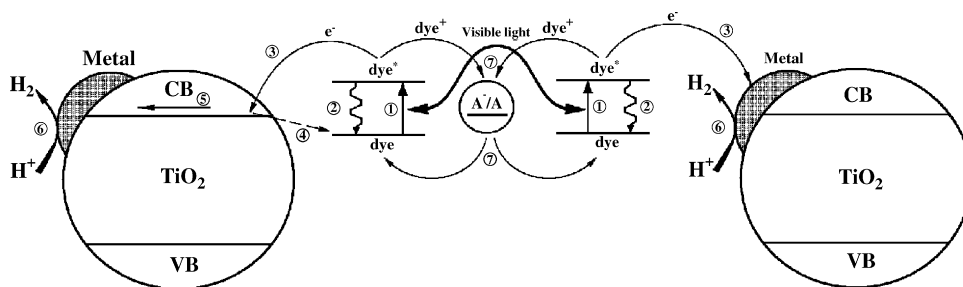 Metal
H₂
⑥
H⁺
CB
⑤
TiO₂
VB
③
e⁻
④
dye⁺
dye*
②
①
dye
Visible light
⑦
A⁻/A
⑦
dye⁺
dye*
①
②
dye
e⁻
③
Metal
H₂
⑥
H⁺
CB
TiO₂
VB